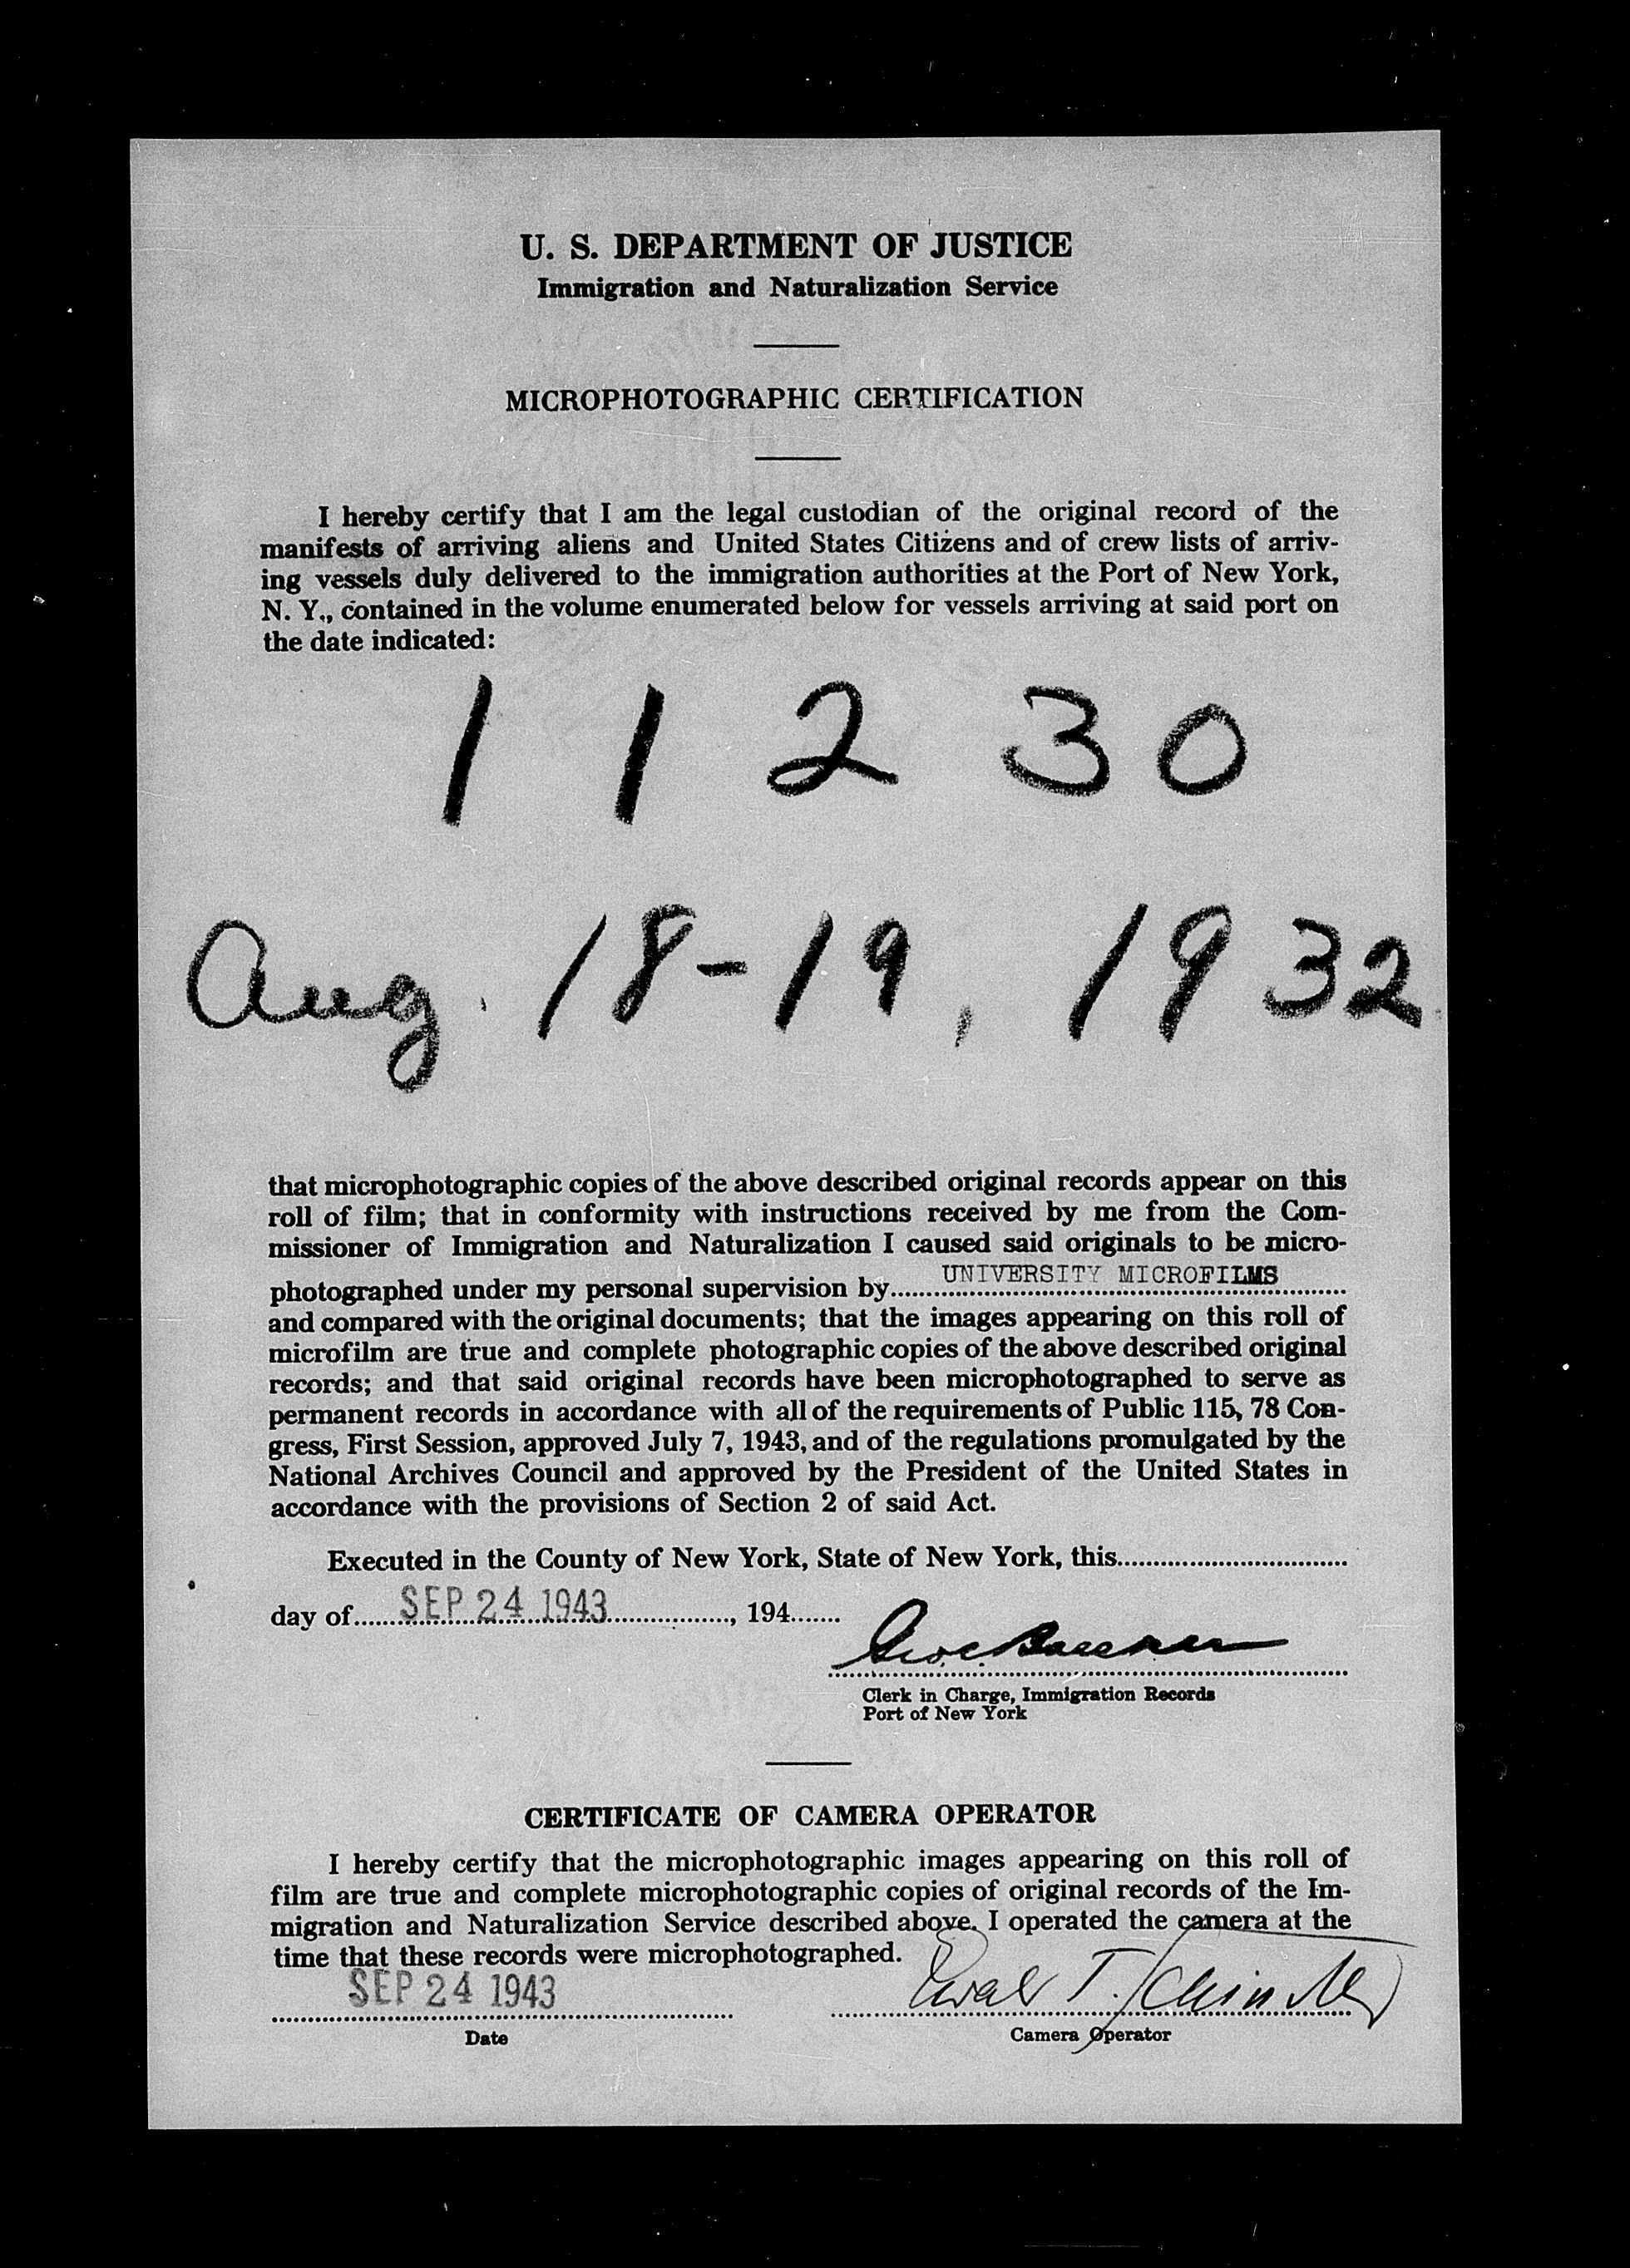 U. S. DEPARTMENT OF JUSTICE
Immigration and Naturalization Service
MICROPHOTOGRAPHIC CERTIFICATION
I hereby certify that I am the legal custodian of the original record of the
manifests of arriving aliens and United States Citizens and of crew lists of arriv-
ing vessels duly delivered to the immigration authorities at the Port of New York,
N. Y., contained in the volume enumerated below for vessels arriving at said port on
the date indicated:
11230
Aug. 18-19, 1932
that microphotographic copies of the above described original records appear on this
roll of film; that in conformity with instructions received by me from the Com-
missioner of Immigration and Naturalization I caused said originals to be micro-
photographed under my personal supervision by UNIVERSITY MICROFILMS
and compared with the original documents; that the images appearing on this roll of
microfilm are true and complete photographic copies of the above described original
records; and that said original records have been microphotographed to serve as
permanent records in accordance with all of the requirements of Public 115, 78 Con-
gress, First Session, approved July 7, 1943, and of the regulations promulgated by the
National Archives Council and approved by the President of the United States in
accordance with the provisions of Section 2 of said Act.
Executed in the County of New York, State of New York, this
day of SEP 24 1943, 194
Clerk in Charge, Immigration Records
Port of New York
CERTIFICATE OF CAMERA OPERATOR
I hereby certify that the microphotographic images appearing on this roll of
film are true and complete microphotographic copies of original records of the Im-
migration and Naturalization Service described above. I operated the camera at the
time that these records were microphotographed.
SEP 24 1943
Date
Camera Operator